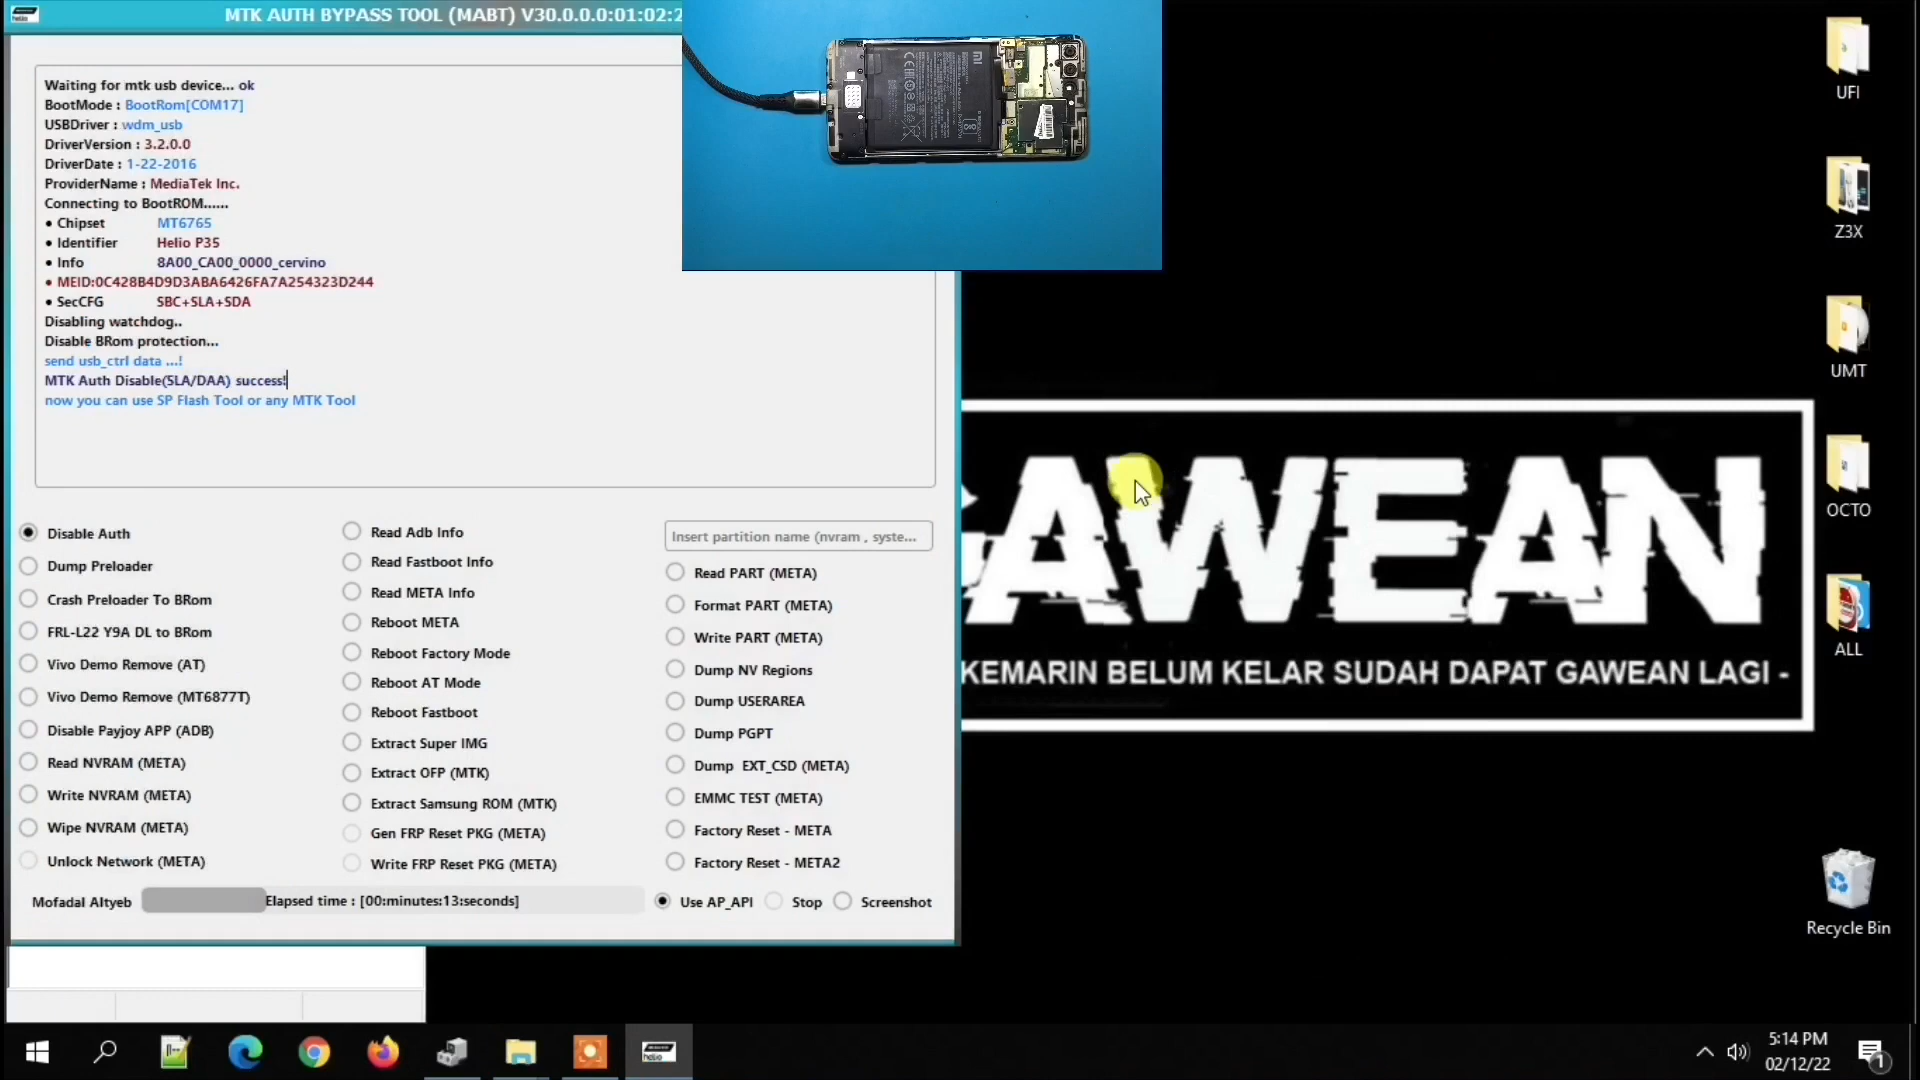 MTK AUTH BYPASS TOOL (MABT) V30.0.0.0:01:02:2
Waiting for mtk usb device... ok
BootMode : BootRom[COM17]
USBDriver : wdm_usb
DriverVersion : 3.2.0.0
DriverDate : 1-22-2016
ProviderName : MediaTek Inc.
Connecting to BootROM......
• Chipset MT6765
• Identifier Helio P35
• Info 8A00_CA00_0000_cervino
• MEID:0C428B4D9D3ABA6426FA7A254323D244
• SecCFG SBC+SLA+SDA
Disabling watchdog..
Disable BRom protection...
send usb_ctrl data ...!
MTK Auth Disable(SLA/DAA) success!
now you can use SP Flash Tool or any MTK Tool
Disable Auth
Dump Preloader
Crash Preloader To BRom
FRL-L22 Y9A DL to BRom
Vivo Demo Remove (AT)
Vivo Demo Remove (MT6877T)
Disable Payjoy APP (ADB)
Read NVRAM (META)
Write NVRAM (META)
Wipe NVRAM (META)
Unlock Network (META)
Read Adb Info
Read Fastboot Info
Read META Info
Reboot META
Reboot Factory Mode
Reboot AT Mode
Reboot Fastboot
Extract Super IMG
Extract OFP (MTK)
Extract Samsung ROM (MTK)
Gen FRP Reset PKG (META)
Write FRP Reset PKG (META)
Insert partition name (nvram , syste...
Read PART (META)
Format PART (META)
Write PART (META)
Dump NV Regions
Dump USERAREA
Dump PGPT
Dump EXT_CSD (META)
EMMC TEST (META)
Factory Reset - META
Factory Reset - META2
Mofadal Altyeb
Elapsed time : [00:minutes:13:seconds]
Use AP_API
Stop
Screenshot
AWEAN
KEMARIN BELUM KELAR SUDAH DAPAT GAWEAN LAGI -
UFI
Z3X
UMT
OCTO
ALL
Recycle Bin
helio
5:14 PM
02/12/22
1